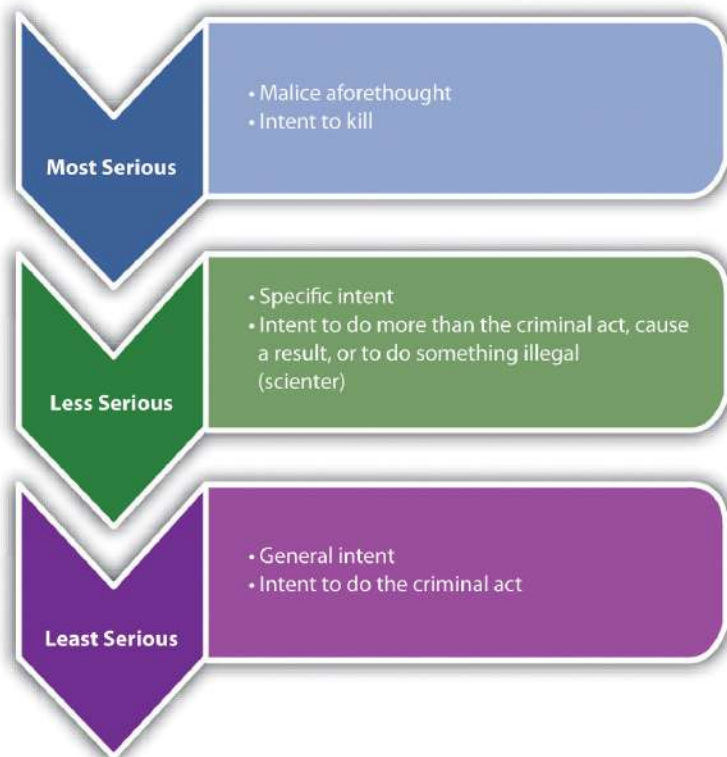 Most Serious
• Malice aforethought
• Intent to kill
Less Serious
• Specific intent
• Intent to do more than the criminal act, cause
a result, or to do something illegal
(scienter)
Least Serious
• General intent
• Intent to do the criminal act